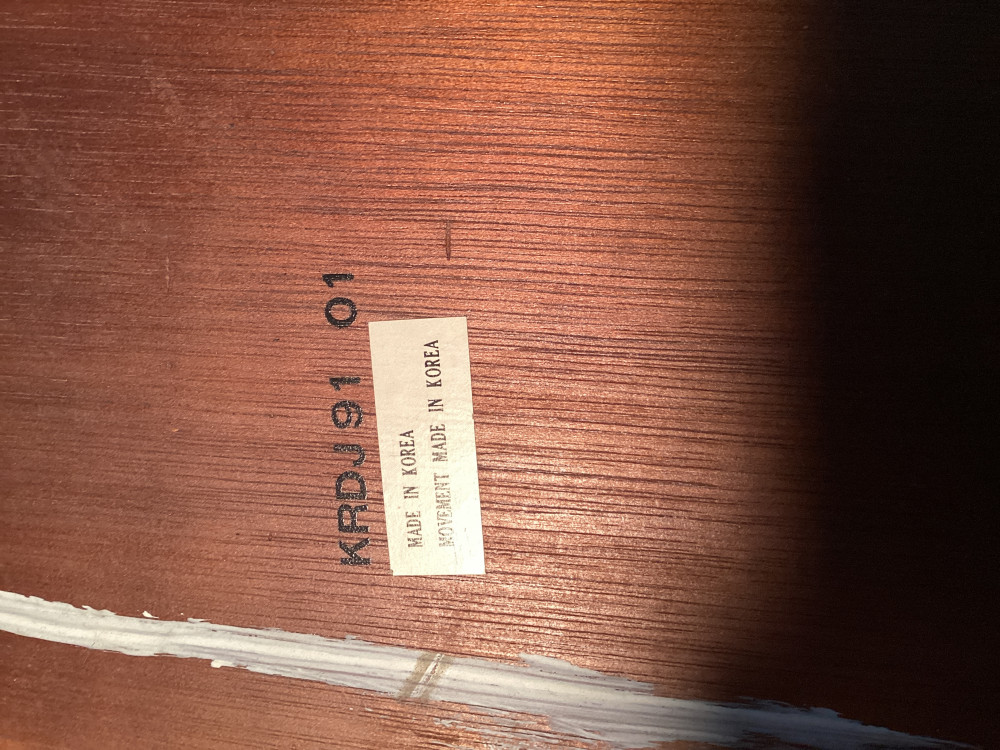 KRDJ91 01
MADE IN KOREA
MOVEMENT MADE IN KOREA